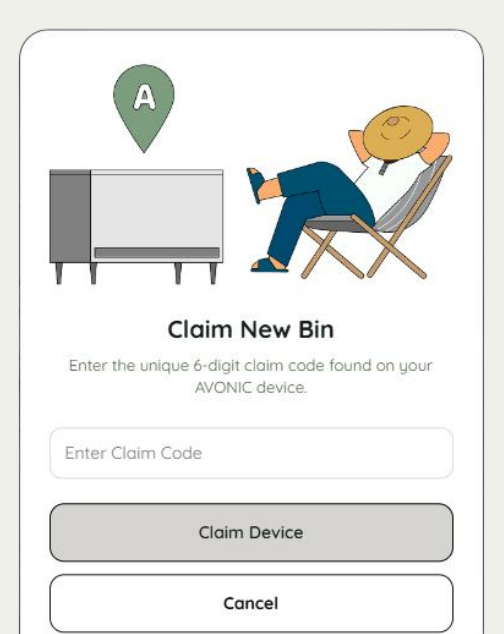 A
Claim New Bin
Enter the unique 6-digit claim code found on your
AVONIC device.
Enter Claim Code
Claim Device
Cancel